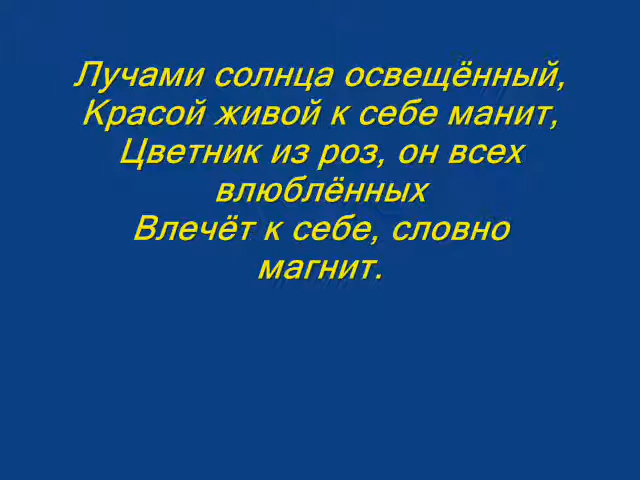 Лучами солнца освещённый,
Красой живой к себе манит,
Цветник из роз, он всех
влюблённых
Влечёт к себе, словно
магнит.